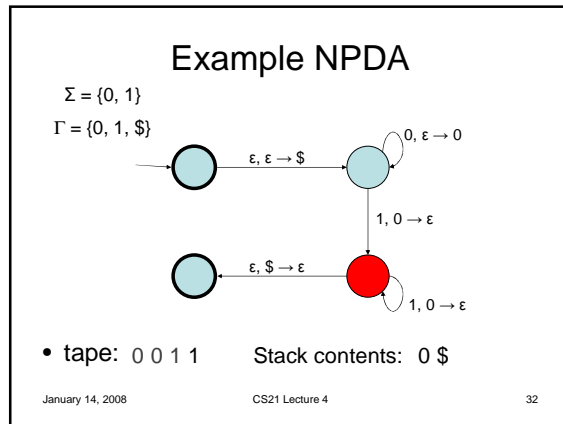 Example NPDA
Σ = {0, 1}
Γ = {0, 1, $}
ε, ε → $
0, ε → 0
1, 0 → ε
ε, $ → ε
1, 0 → ε
• tape: 0 0 1 1 Stack contents: 0 $
January 14, 2008 CS21 Lecture 4 32